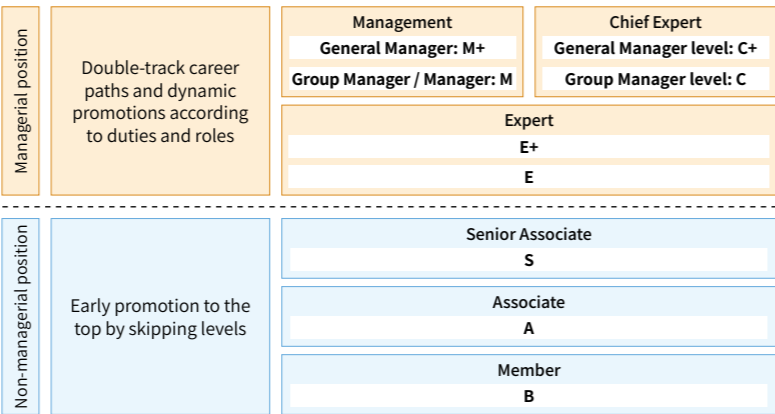 Managerial position
Double-track career
paths and dynamic
promotions according
to duties and roles
Management
General Manager: M+
Group Manager / Manager: M
Chief Expert
General Manager level: C+
Group Manager level: C
Expert
E+
E
Non-managerial position
Early promotion to the
top by skipping levels
Senior Associate
S
Associate
A
Member
B